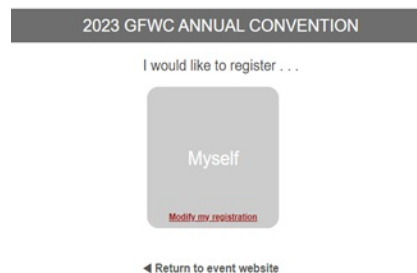 2023 GFWC ANNUAL CONVENTION
I would like to register . . .
Myself
Modify my registration
◀ Return to event website